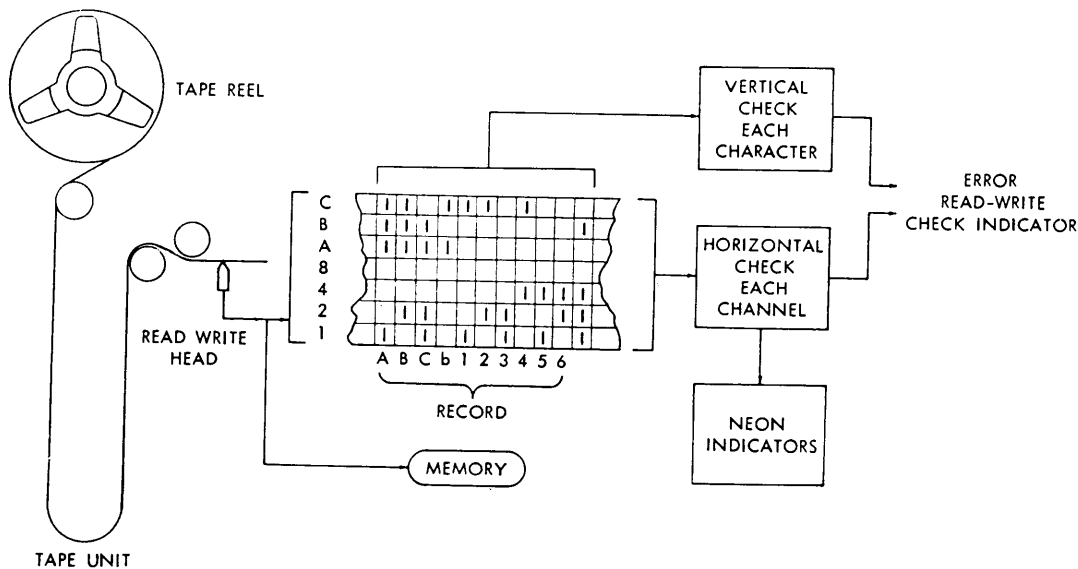 TAPE REEL
VERTICAL
CHECK
EACH
CHARACTER
ERROR
READ-WRITE
CHECK INDICATOR
C
B
A
8
4
2
1
HORIZONTAL
CHECK
EACH
CHANNEL
READ WRITE
HEAD
A B C b 1 2 3 4 5 6
RECORD
NEON
INDICATORS
MEMORY
TAPE UNIT